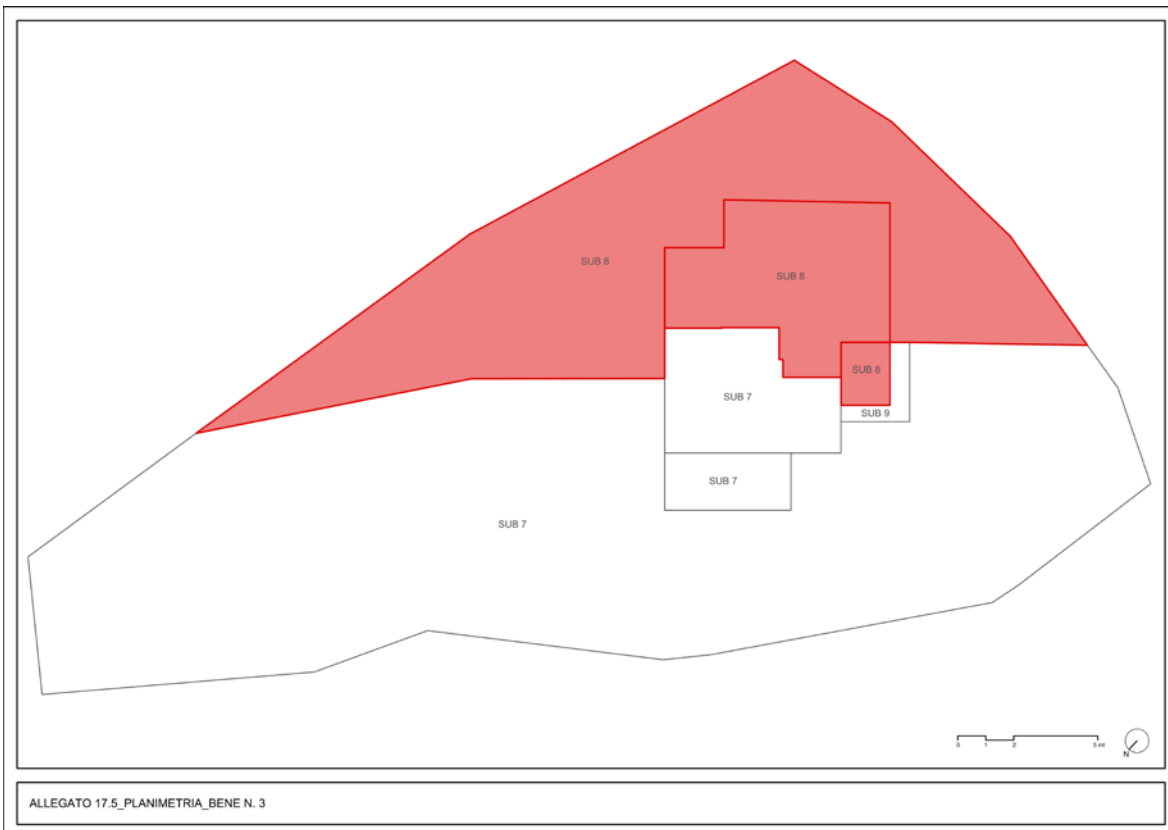 SUB 8
SUB 8
SUB 8
SUB 7
SUB 9
SUB 7
SUB 7
0 1 2 5 mt
N
ALLEGATO 17.5_PLANIMETRIA_BENE N. 3